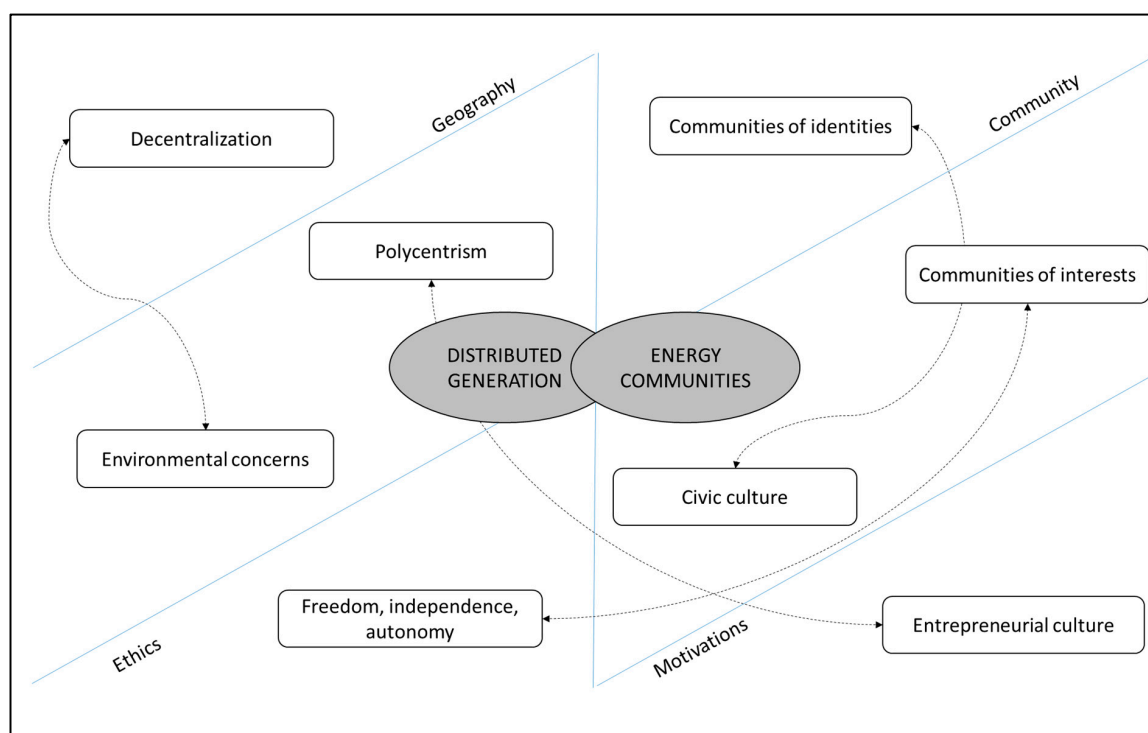 Geography
Community
Decentralization
Communities of identities
Polycentrism
Communities of interests
DISTRIBUTED
GENERATION
ENERGY
COMMUNITIES
Environmental concerns
Civic culture
Freedom, independence,
autonomy
Entrepreneurial culture
Ethics
Motivations